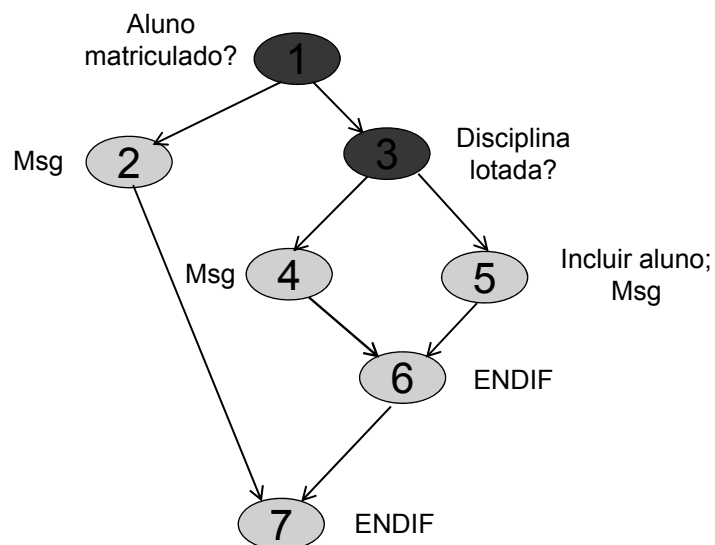 Aluno
matriculado?
1
Msg
2
3
Disciplina
lotada?
Msg
4
5
Incluir aluno;
Msg
6
ENDIF
7
ENDIF